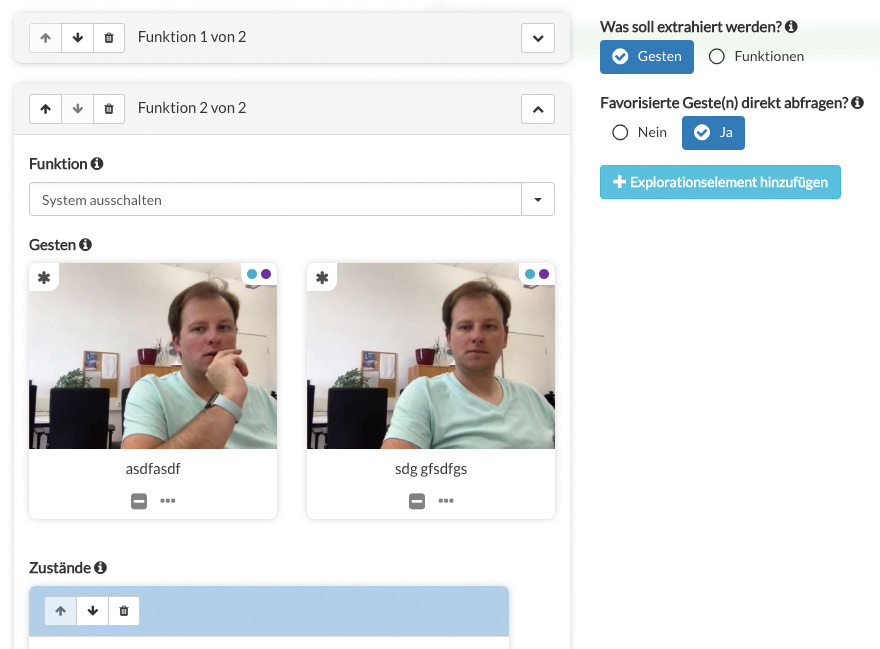 Funktion 1 von 2
Funktion 2 von 2
Funktion
System ausschalten
Gesten
asdfasdf
sdg gfsdfgs
Zustände
Was soll extrahiert werden?
Gesten
Funktionen
Favorisierte Geste(n) direkt abfragen?
Nein
Ja
Explorationselement hinzufügen